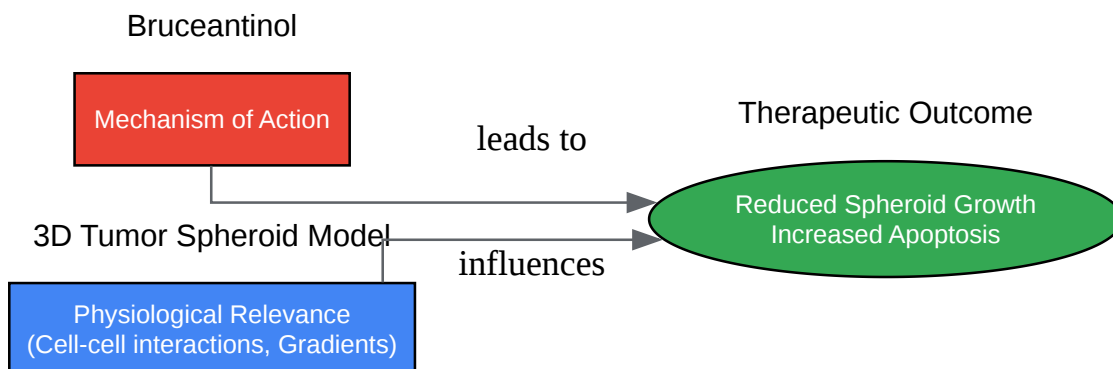 Bruceantinol
Mechanism of Action
leads to
Therapeutic Outcome
Reduced Spheroid Growth
Increased Apoptosis
3D Tumor Spheroid Model
influences
Physiological Relevance
(Cell-cell interactions, Gradients)